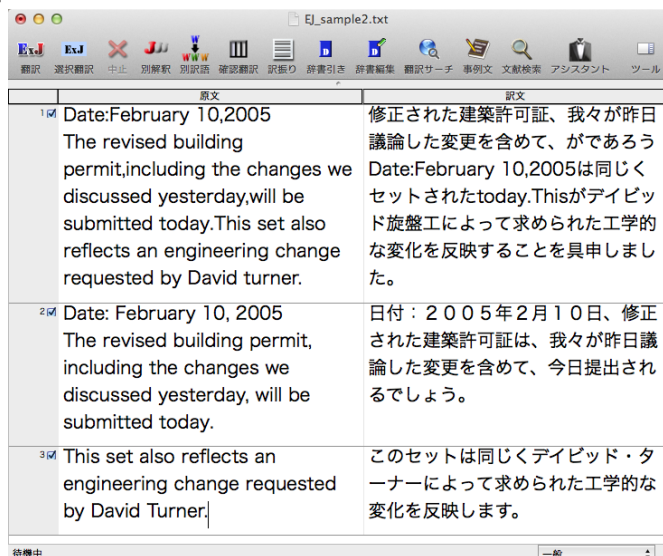 EJ_sample2.txt
ExJ ExJ J W www D D
翻訳 選択翻訳 中止 別解釈 別訳語 確認翻訳 訳振り 辞書引き 辞書編集 翻訳サーチ 事例文 文献検索 アシスタント ツール
原文 訳文
1 Date:February 10,2005
The revised building
permit,including the changes we
discussed yesterday,will be
submitted today.This set also
reflects an engineering change
requested by David turner.
修正された建築許可証、我々が昨日
議論した変更を含めて、がであろう
Date:February 10,2005は同じく
セットされたtoday.Thisがデイビッ
ド旋盤工によって求められた工学的
な変化を反映することを具申しまし
た。
2 Date: February 10, 2005
The revised building permit,
including the changes we
discussed yesterday, will be
submitted today.
日付：２００５年２月１０日、修正
された建築許可証は、我々が昨日議
論した変更を含めて、今日提出され
るでしょう。
3 This set also reflects an
engineering change requested
by David Turner.
このセットは同じくデイビッド・タ
ーナーによって求められた工学的な
変化を反映します。
待機中 一般